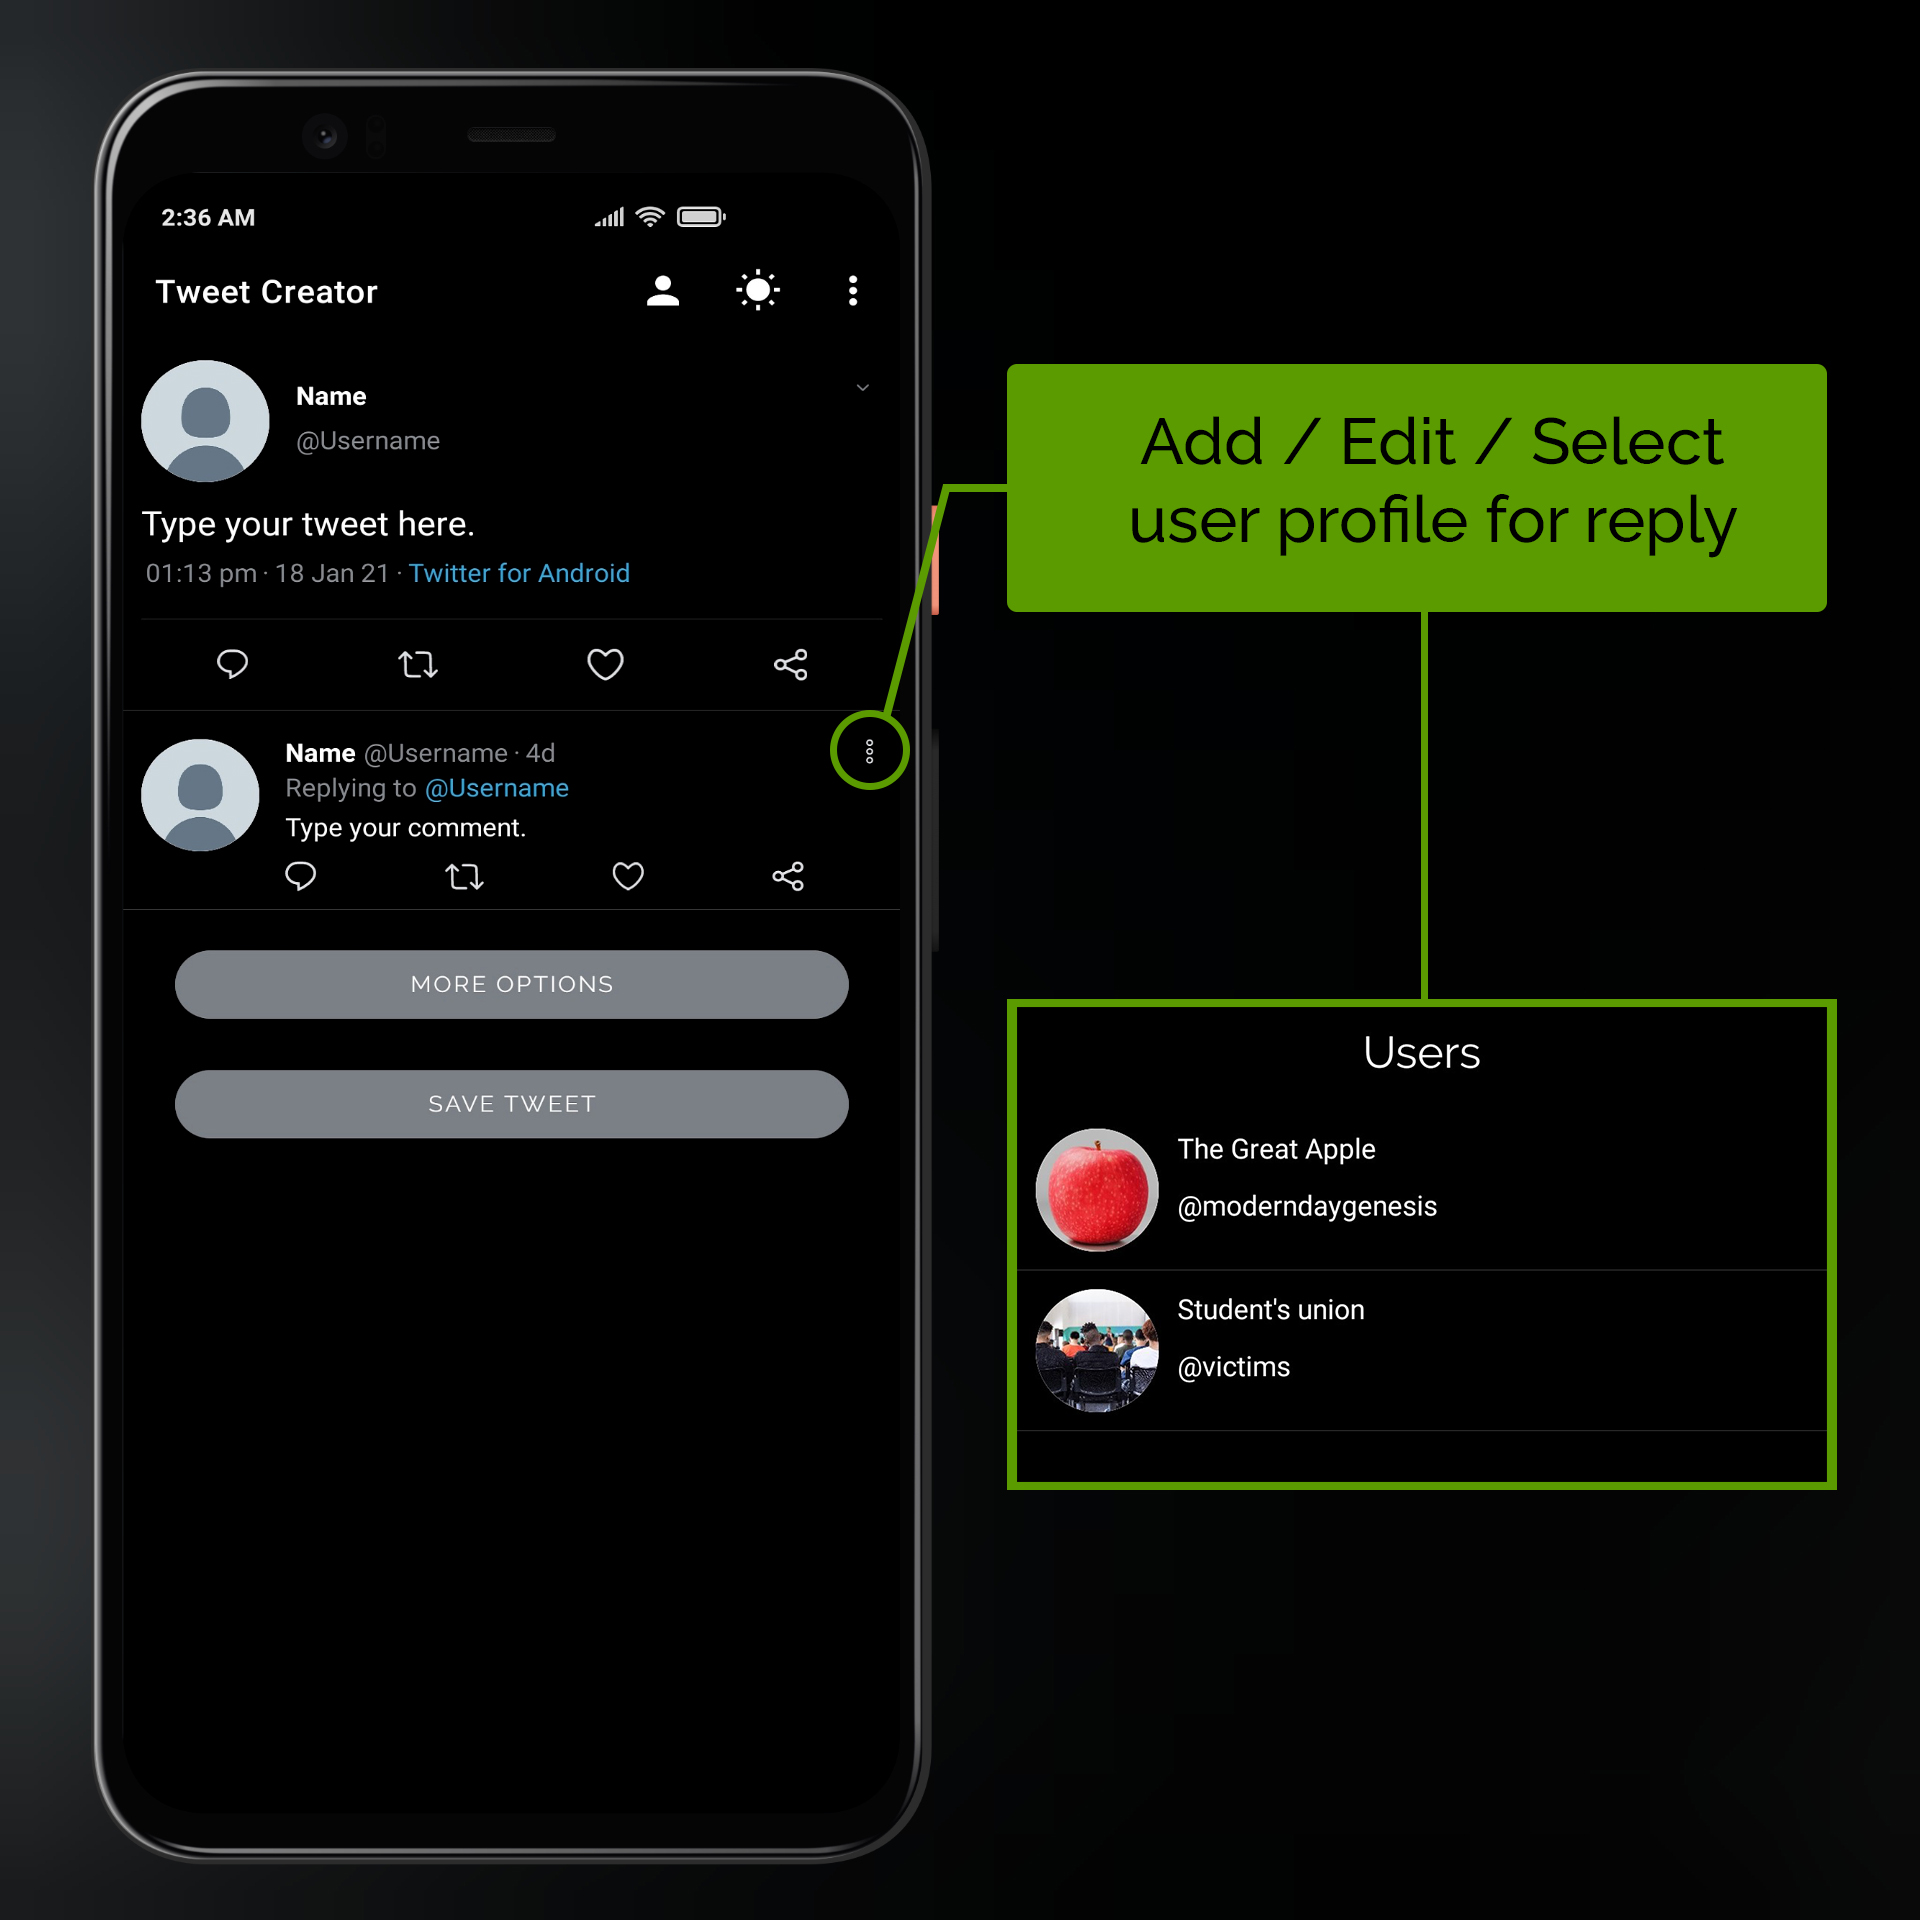 2:36 AM
Tweet Creator
Name
@Username
Type your tweet here.
01:13 pm · 18 Jan 21 · Twitter for Android
Name @Username · 4d
Replying to @Username
Type your comment.
MORE OPTIONS
SAVE TWEET
Add / Edit / Select
user profile for reply
Users
The Great Apple
@moderndaygenesis
Student's union
@victims